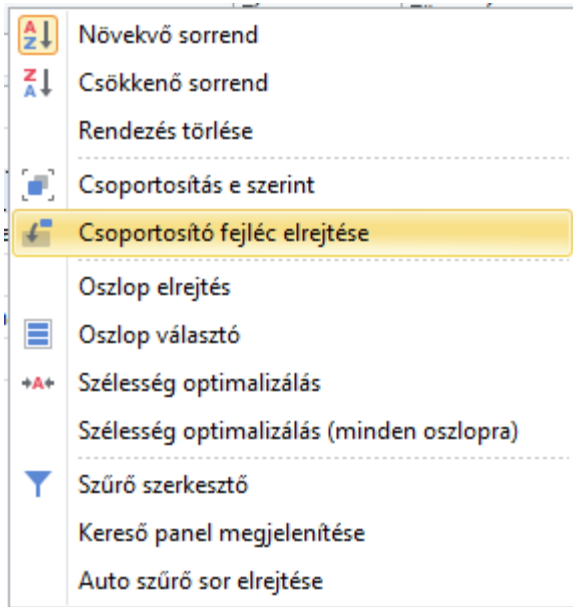 Növekvő sorrend
Csökkenő sorrend
Rendezés törlése
Csoportosítás e szerint
Csoportosító fejléc elrejtése
Oszlop elrejtés
Oszlop választó
Szélesség optimalizálás
Szélesség optimalizálás (minden oszlopra)
Szűrő szerkesztő
Kereső panel megjelenítése
Auto szűrő sor elrejtése